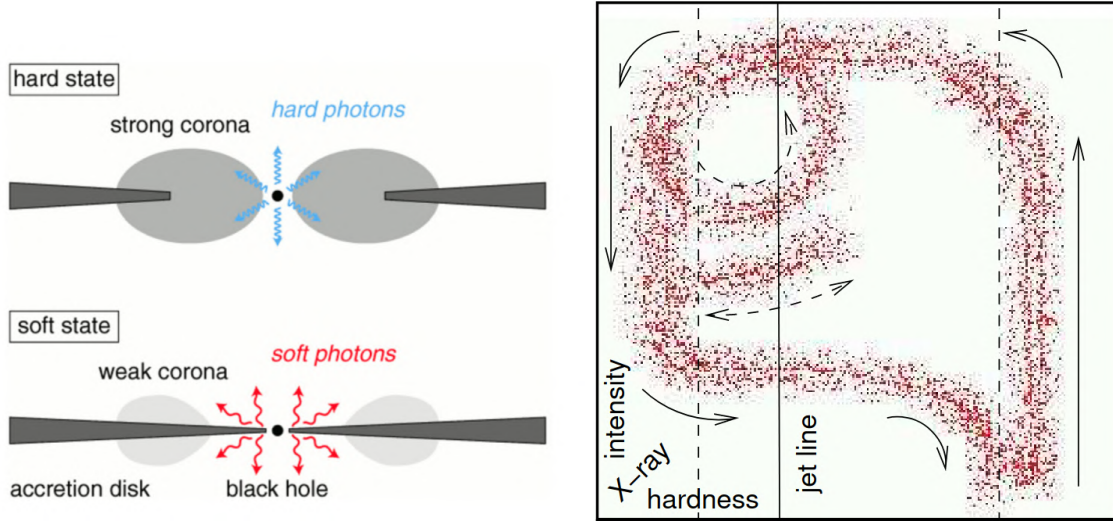 hard state
strong corona
hard photons
soft state
weak corona
soft photons
accretion disk
black hole
X-ray
intensity
hardness
jet line